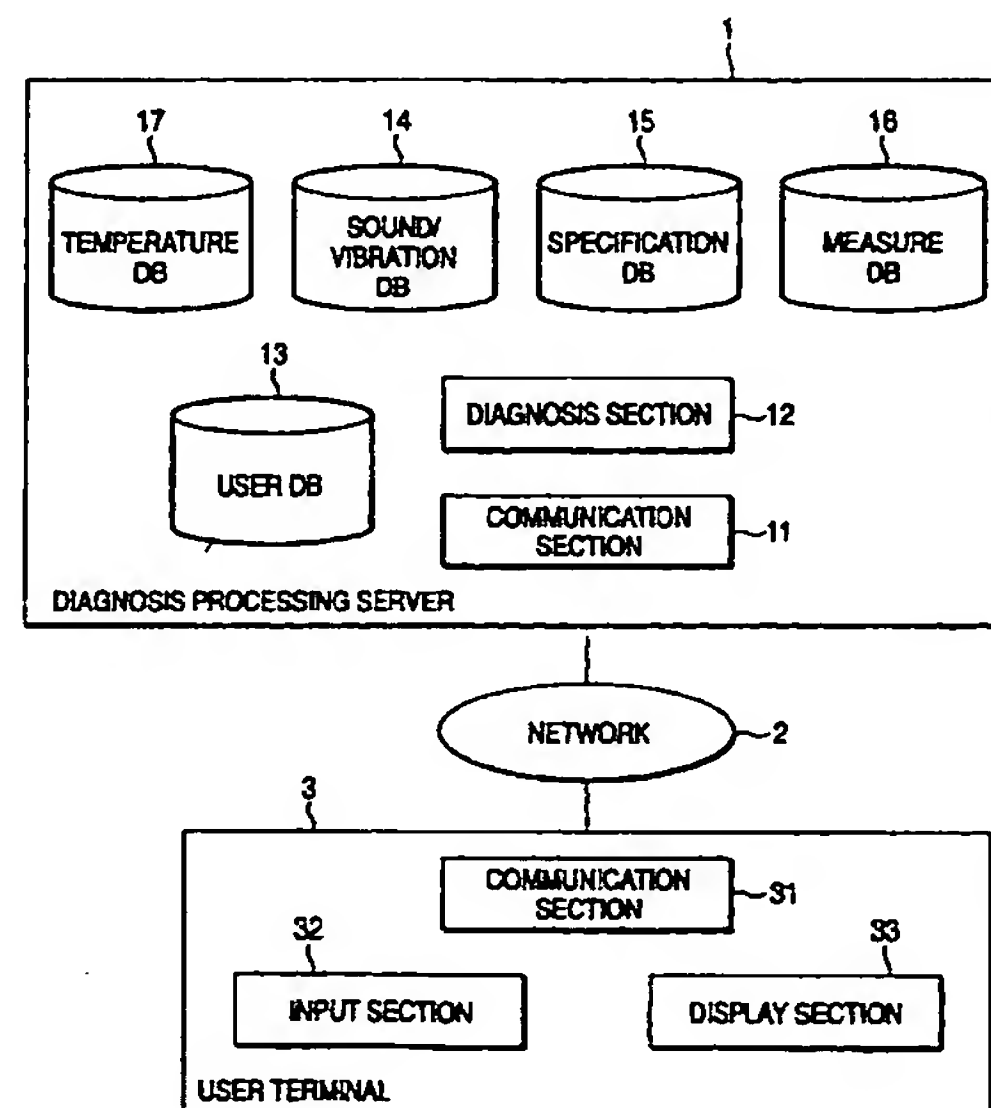 1
17
14
15
16
TEMPERATURE
DB
SOUND/
VIBRATION
DB
SPECIFICATION
DB
MEASURE
DB
13
USER DB
DIAGNOSIS SECTION
12
COMMUNICATION
SECTION
11
DIAGNOSIS PROCESSING SERVER
NETWORK
2
3
COMMUNICATION
SECTION
31
32
33
INPUT SECTION
DISPLAY SECTION
USER TERMINAL